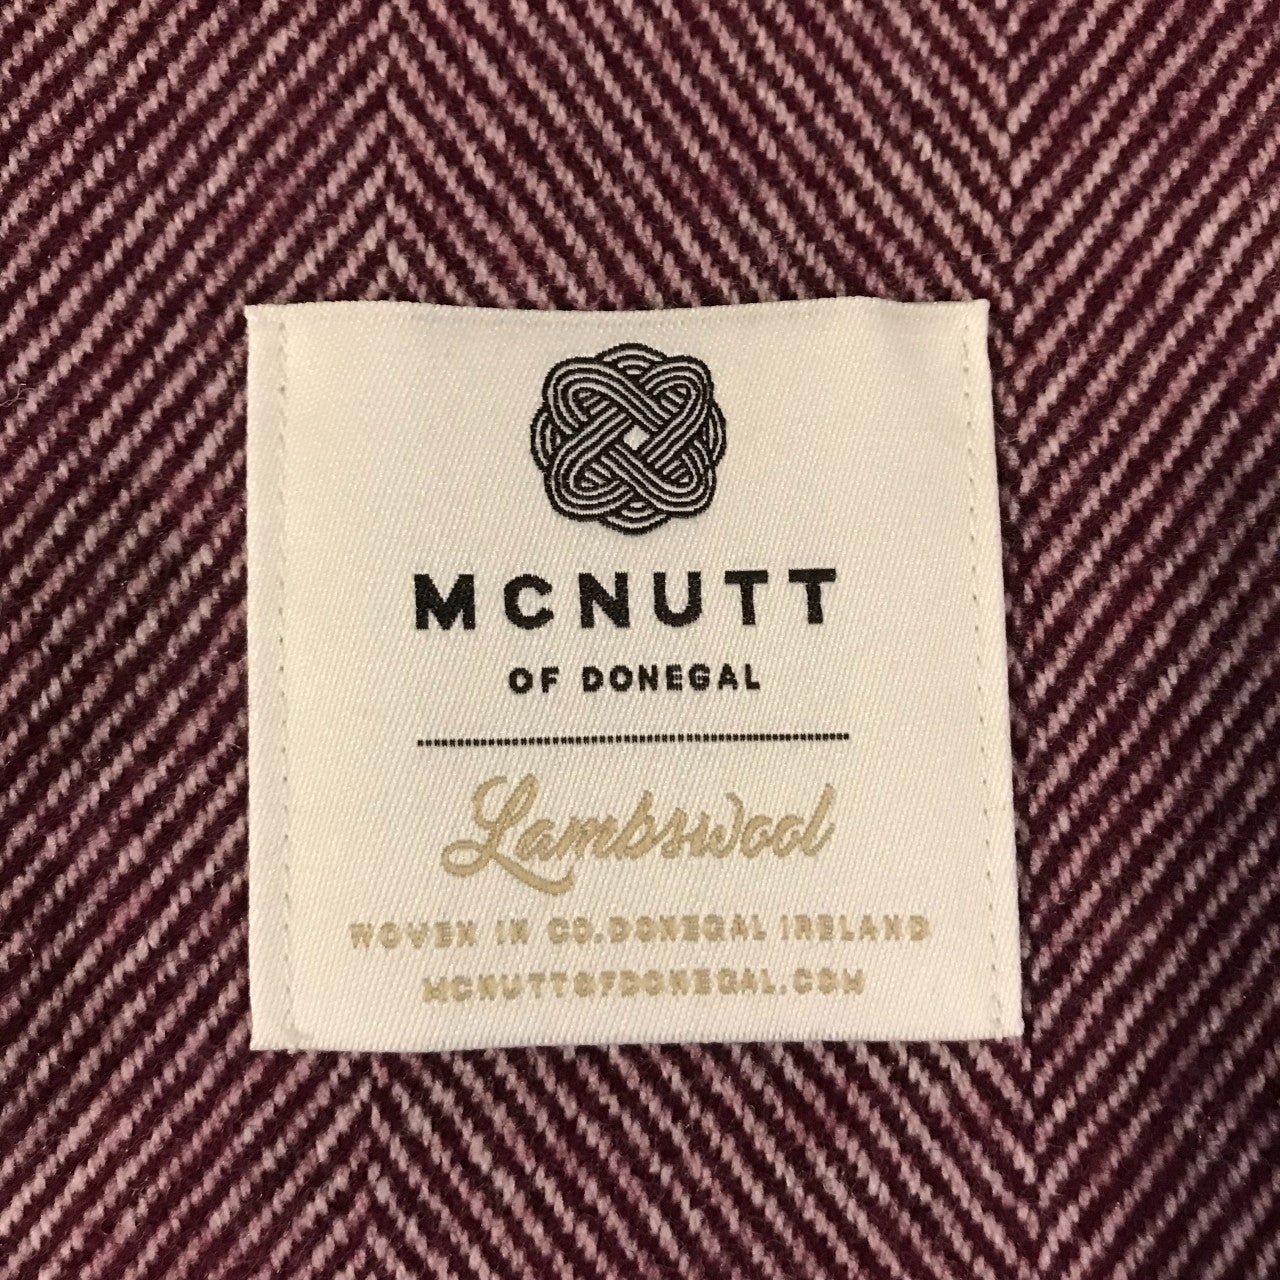 MCNUTT
OF DONEGAL
Lambswool
WOVEN IN CO.DONEGAL IRELAND
MCNUTTOFDONEGAL.COM